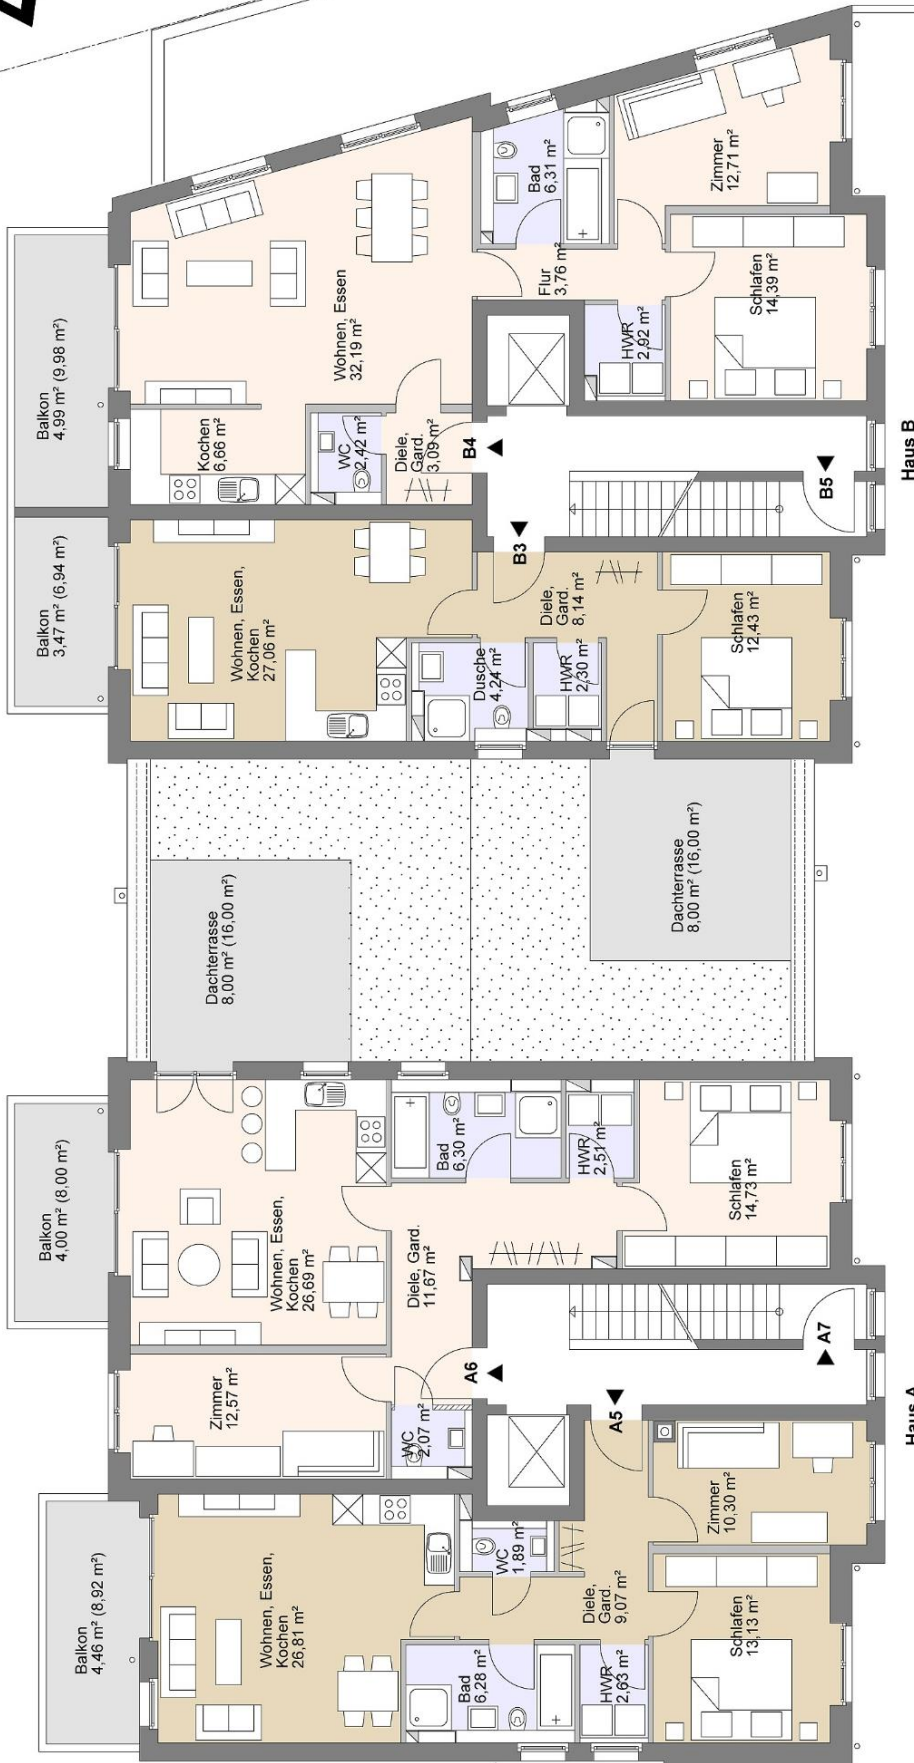 Balkon
4,99 m² (9,98 m²)
Wohnen, Essen
32,19 m²
Bad
6,31 m²
Zimmer
12,71 m²
Flur
3,76 m²
HWR
2,92 m²
Schlafen
14,39 m²
Kochen
6,66 m²
WC
2,42 m²
Diele,
Gard.
3,09 m²
B4
B5
Haus B
Balkon
3,47 m² (6,94 m²)
Wohnen, Essen,
Kochen
27,06 m²
B3
Diele,
Gard.
8,14 m²
Dusche
4,24 m²
HWR
2,30 m²
Schlafen
12,43 m²
Dachterrasse
8,00 m² (16,00 m²)
Dachterrasse
8,00 m² (16,00 m²)
Balkon
4,00 m² (8,00 m²)
Wohnen, Essen,
Kochen
26,69 m²
Bad
6,30 m²
HWR
2,51 m²
Schlafen
14,73 m²
Diele, Gard.
11,67 m²
Zimmer
12,57 m²
WC
2,07 m²
A6
A7
A5
Haus A
Balkon
4,46 m² (8,92 m²)
Wohnen, Essen,
Kochen
26,81 m²
WC
1,89 m²
Diele,
Gard.
9,07 m²
Zimmer
10,30 m²
Bad
6,28 m²
HWR
2,63 m²
Schlafen
13,13 m²